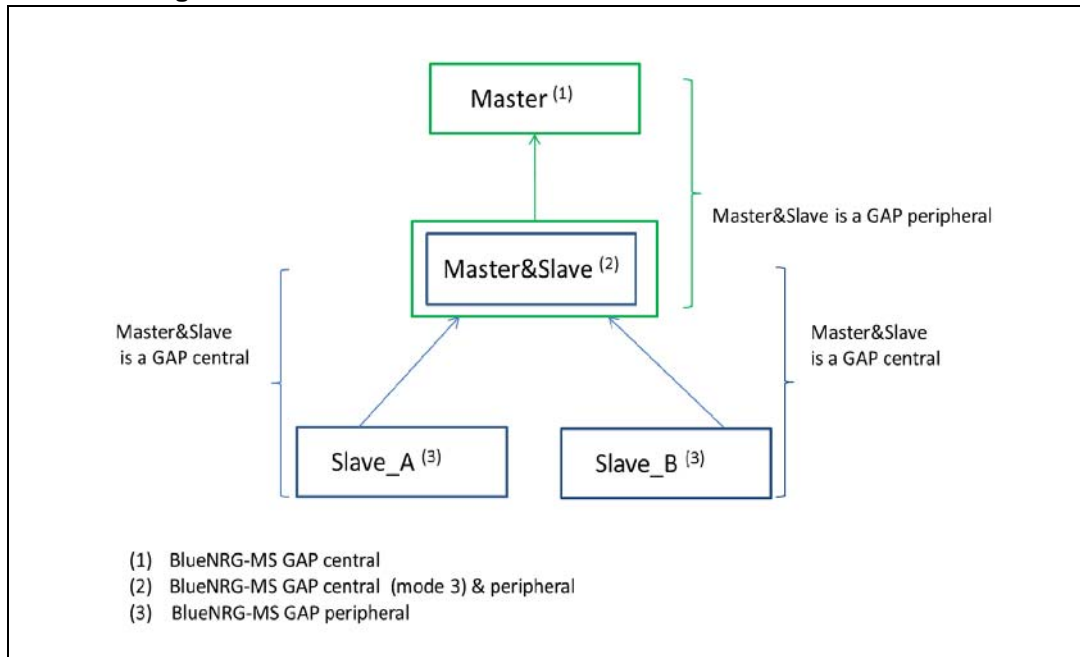 Master (1)
Master&Slave is a GAP peripheral
Master&Slave (2)
Master&Slave
is a GAP central
Master&Slave
is a GAP central
Slave_A (3)
Slave_B (3)
(1) BlueNRG-MS GAP central
(2) BlueNRG-MS GAP central (mode 3) & peripheral
(3) BlueNRG-MS GAP peripheral